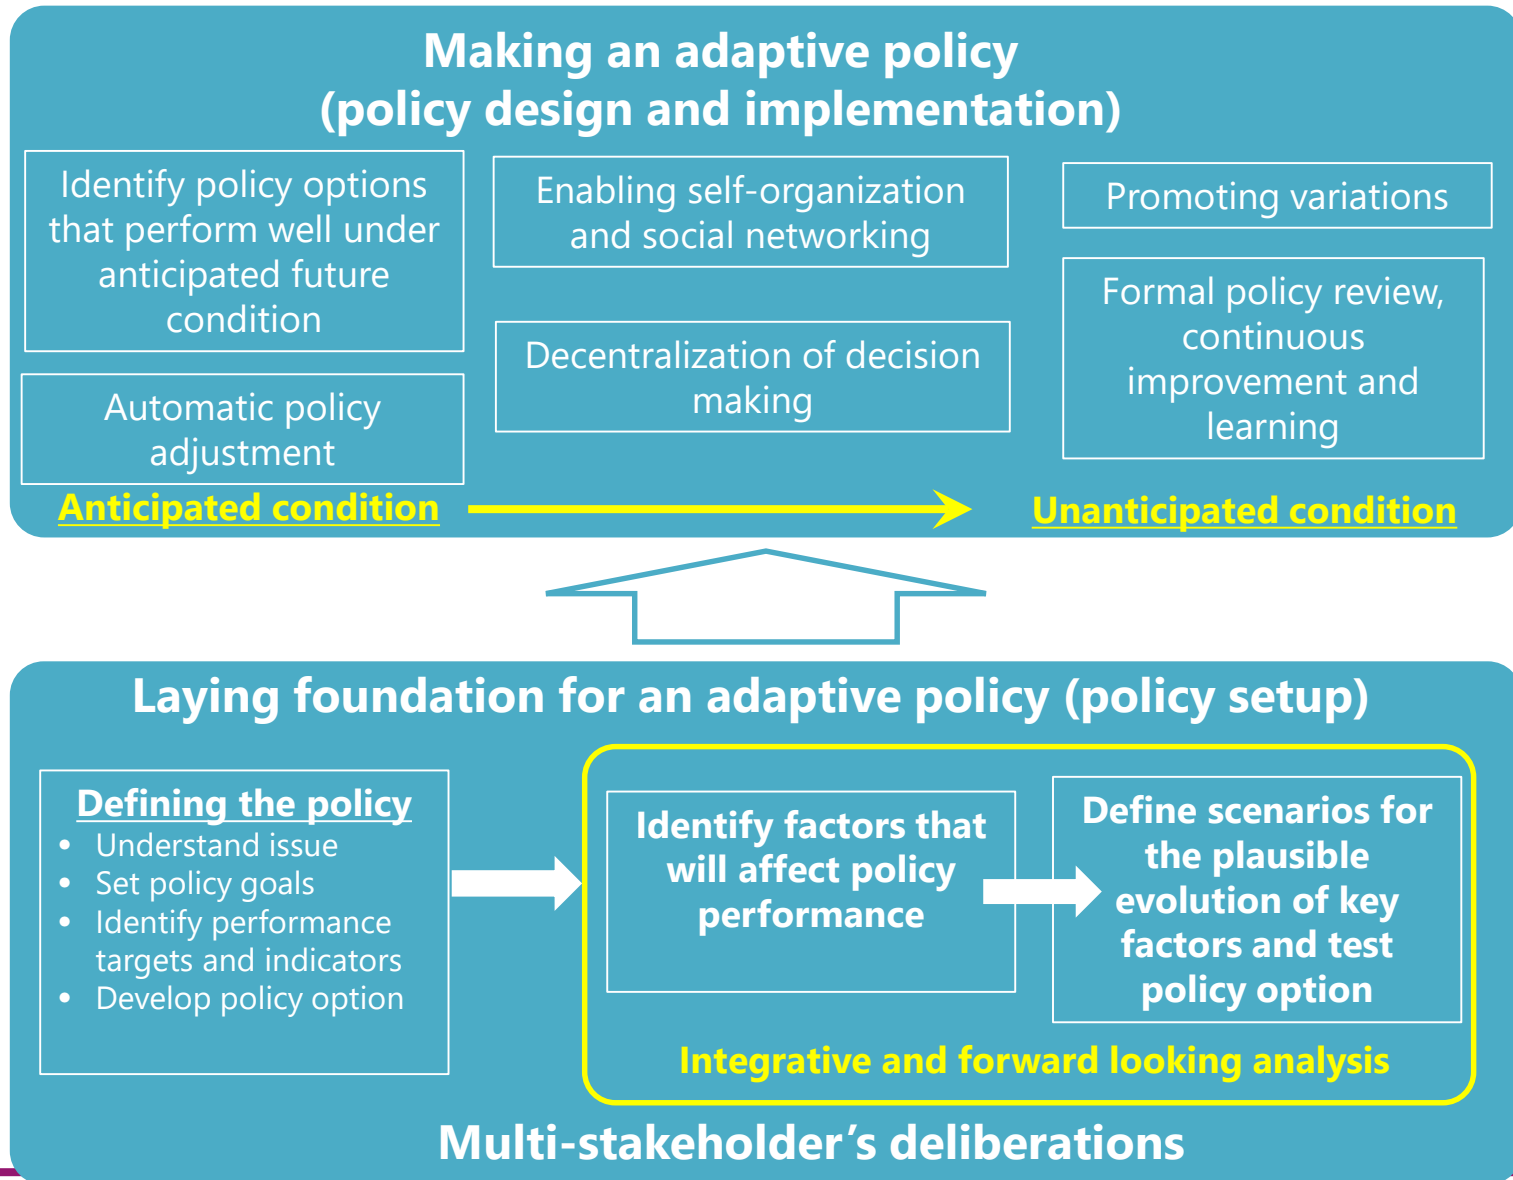 Making an adaptive policy
(policy design and implementation)
Identify policy options
that perform well under
anticipated future
condition
Automatic policy
adjustment
Enabling self-organization
and social networking
Decentralization of decision
making
Promoting variations
Formal policy review,
continuous
improvement and
learning
Anticipated condition
Unanticipated condition
Laying foundation for an adaptive policy (policy setup)
Defining the policy
• Understand issue
• Set policy goals
• Identify performance
targets and indicators
• Develop policy option
Identify factors that
will affect policy
performance
Define scenarios for
the plausible
evolution of key
factors and test
policy option
Integrative and forward looking analysis
Multi-stakeholder’s deliberations